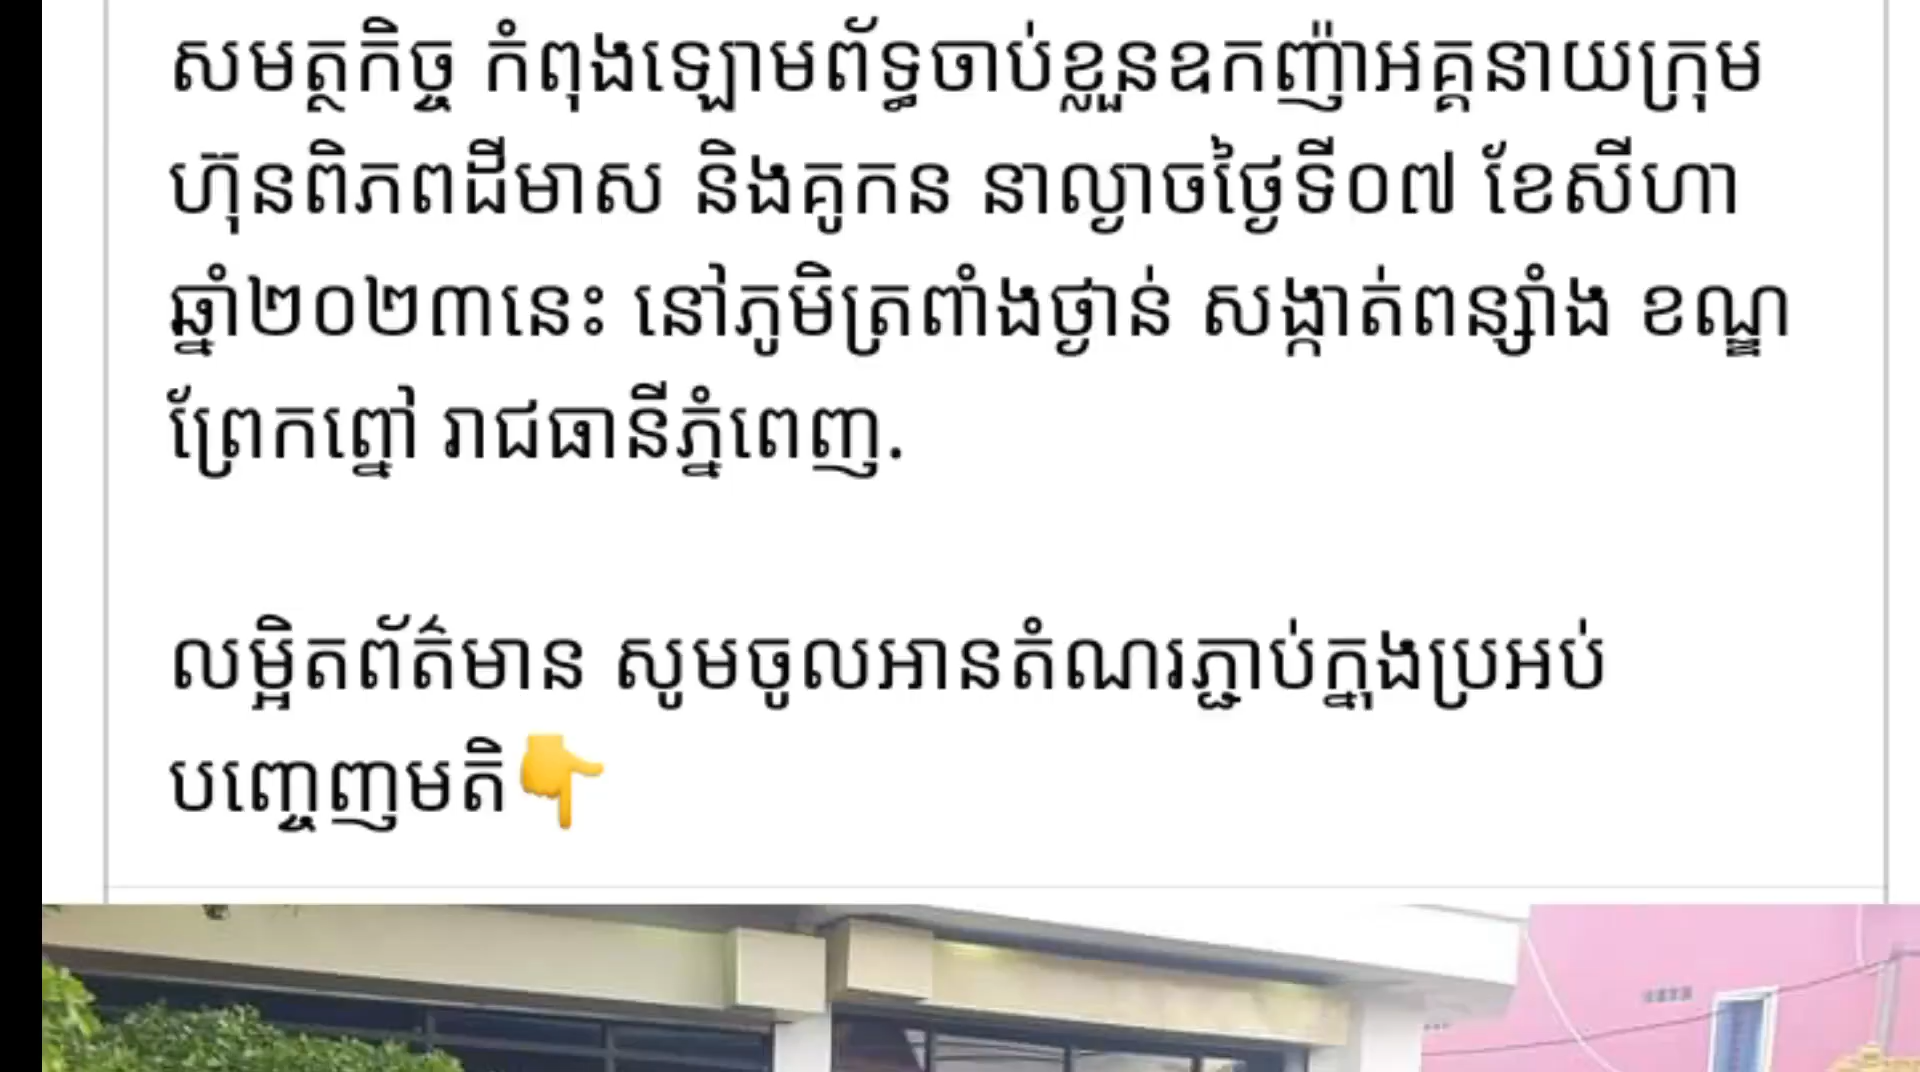 សមត្ថកិច្ច កំពុងឡោមព័ទ្ធចាប់ខ្លួនឧកញ៉ាអគ្គនាយក្រុម
ហ៊ុនពិភពដីមាស និងគូកន នាល្ងាចថ្ងៃទី០៧ ខែសីហា
ឆ្នាំ២០២៣នេះ នៅភូមិត្រពាំងថ្ងាន់ សង្កាត់ពន្សាំង ខណ្ឌ
ព្រែកព្នៅ រាជធានីភ្នំពេញ.
លម្អិតព័ត៌មាន សូមចូលអានតំណរភ្ជាប់ក្នុងប្រអប់
បញ្ចេញមតិ👇